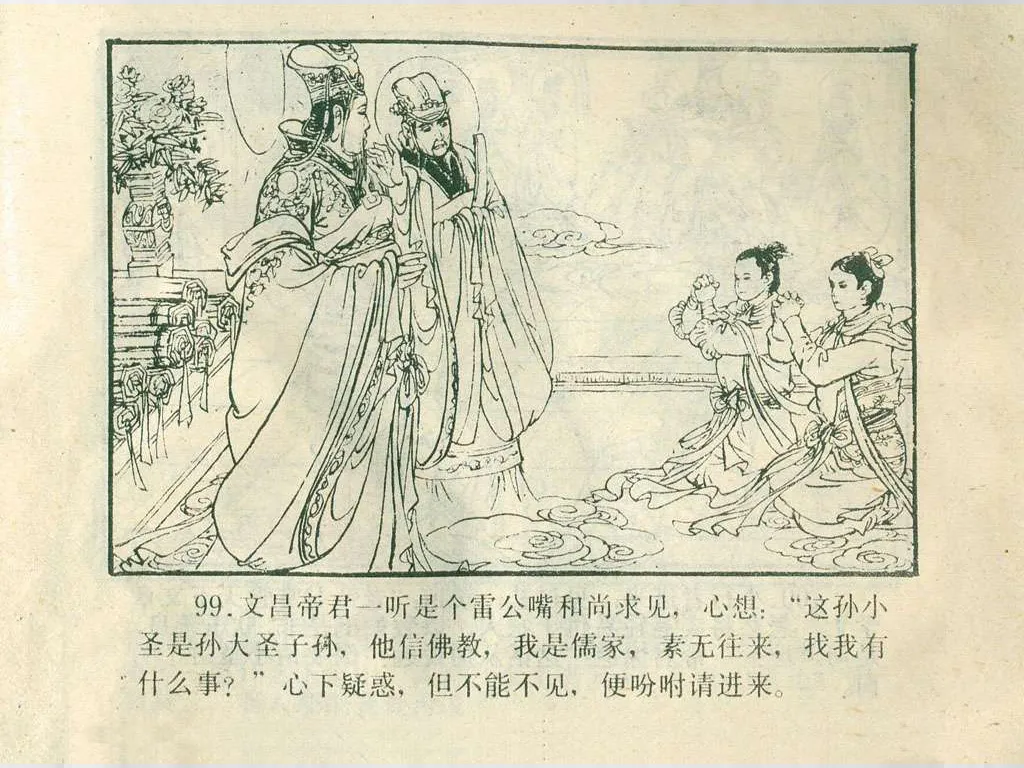 99.文昌帝君一听是个雷公嘴和尚求见，心想：“这孙小
圣是孙大圣子孙，他信佛教，我是儒家，素无往来，找我有
什么事？”心下疑惑，但不能不见，便吩咐请进来。